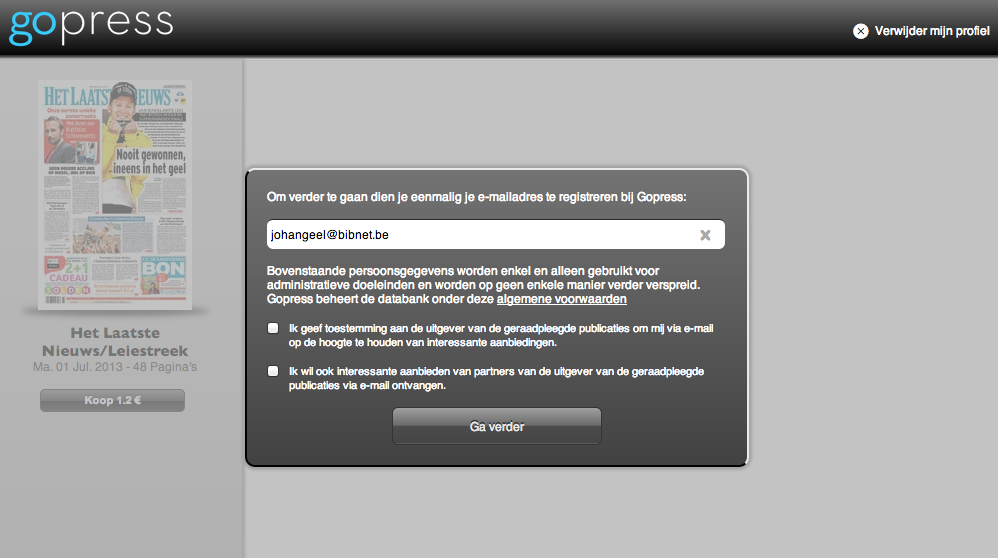 gopress
Verwijder mijn profiel
HET LAATSTE NIEUWS
Nooit gewonnen,
ineens in het geel
2+1
CADEAU
BON
Het Laatste
Nieuws/Leiestreek
Ma. 01 Jul. 2013 - 48 Pagina's
Koop 1.2 €
Om verder te gaan dien je eenmalig je e-mailadres te registreren bij Gopress:
johangeel@bibnet.be
Bovenstaande persoonsgegevens worden enkel en alleen gebruikt voor
administratieve doeleinden en worden op geen enkele manier verder verspreid.
Gopress beheert de databank onder deze algemene voorwaarden
Ik geef toestemming aan de uitgever van de geraadpleegde publicaties om mij via e-mail
op de hoogte te houden van interessante aanbiedingen.
Ik wil ook interessante aanbieden van partners van de uitgever van de geraadpleegde
publicaties via e-mail ontvangen.
Ga verder